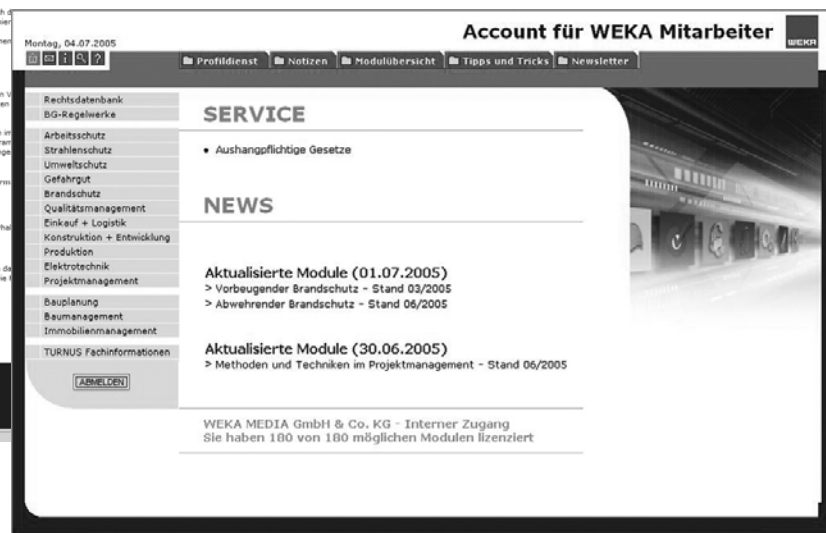 Account für WEKA Mitarbeiter
WEKA
Montag, 04.07.2005
Profildienst Notizen Modulübersicht Tipps und Tricks Newsletter
Rechtsdatenbank
BG-Regelwerke
Arbeitsschutz
Strahlenschutz
Umweltschutz
Gefahrgut
Brandschutz
Qualitätsmanagement
Einkauf + Logistik
Konstruktion + Entwicklung
Produktion
Elektrotechnik
Projektmanagement
Bauplanung
Baumanagement
Immobilienmanagement
TURNUS Fachinformationen
ABMELDEN
SERVICE
• Aushangpflichtige Gesetze
NEWS
Aktualisierte Module (01.07.2005)
> Vorbeugender Brandschutz - Stand 03/2005
> Abwehrender Brandschutz - Stand 06/2005
Aktualisierte Module (30.06.2005)
> Methoden und Techniken im Projektmanagement - Stand 06/2005
WEKA MEDIA GmbH & Co. KG - Interner Zugang
Sie haben 180 von 180 möglichen Modulen lizenziert